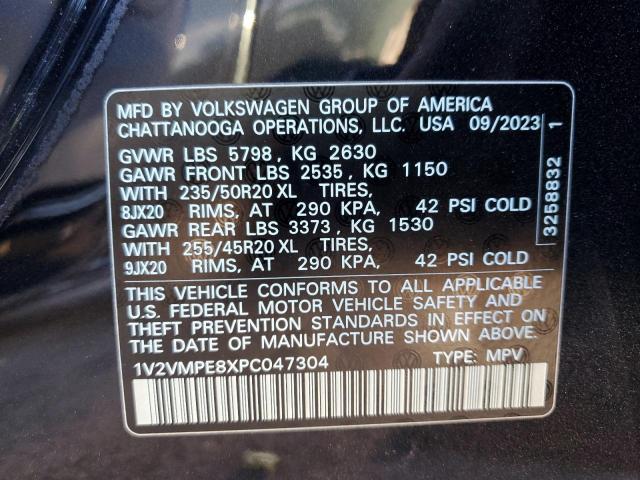 MFD BY VOLKSWAGEN GROUP OF AMERICA
CHATTANOOGA OPERATIONS, LLC. USA 09/2023
GVWR LBS 5798 , KG 2630
GAWR FRONT LBS 2535 , KG 1150
WITH 235/50R20 XL TIRES,
8JX20 RIMS, AT 290 KPA, 42 PSI COLD
GAWR REAR LBS 3373 , KG 1530
WITH 255/45R20 XL TIRES,
9JX20 RIMS, AT 290 KPA, 42 PSI COLD
THIS VEHICLE CONFORMS TO ALL APPLICABLE
U.S. FEDERAL MOTOR VEHICLE SAFETY AND
THEFT PREVENTION STANDARDS IN EFFECT ON
THE DATE OF MANUFACTURE SHOWN ABOVE.
1V2VMPE8XPC047304 TYPE: MPV
3258832 1